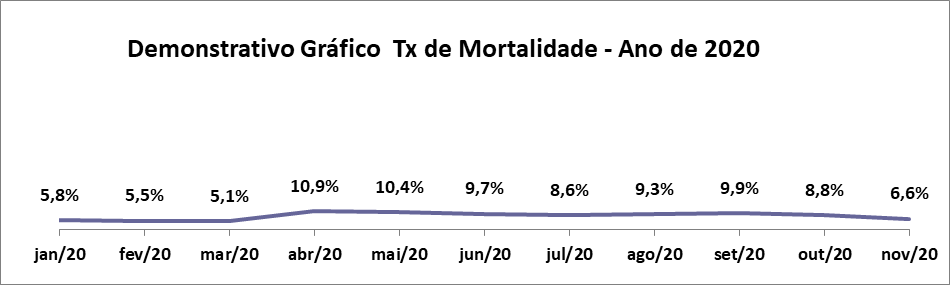 Demonstrativo Gráfico Tx de Mortalidade - Ano de 2020
5,8% 5,5% 5,1% 10,9% 10,4% 9,7% 8,6% 9,3% 9,9% 8,8% 6,6%
jan/20 fev/20 mar/20 abr/20 mai/20 jun/20 jul/20 ago/20 set/20 out/20 nov/20